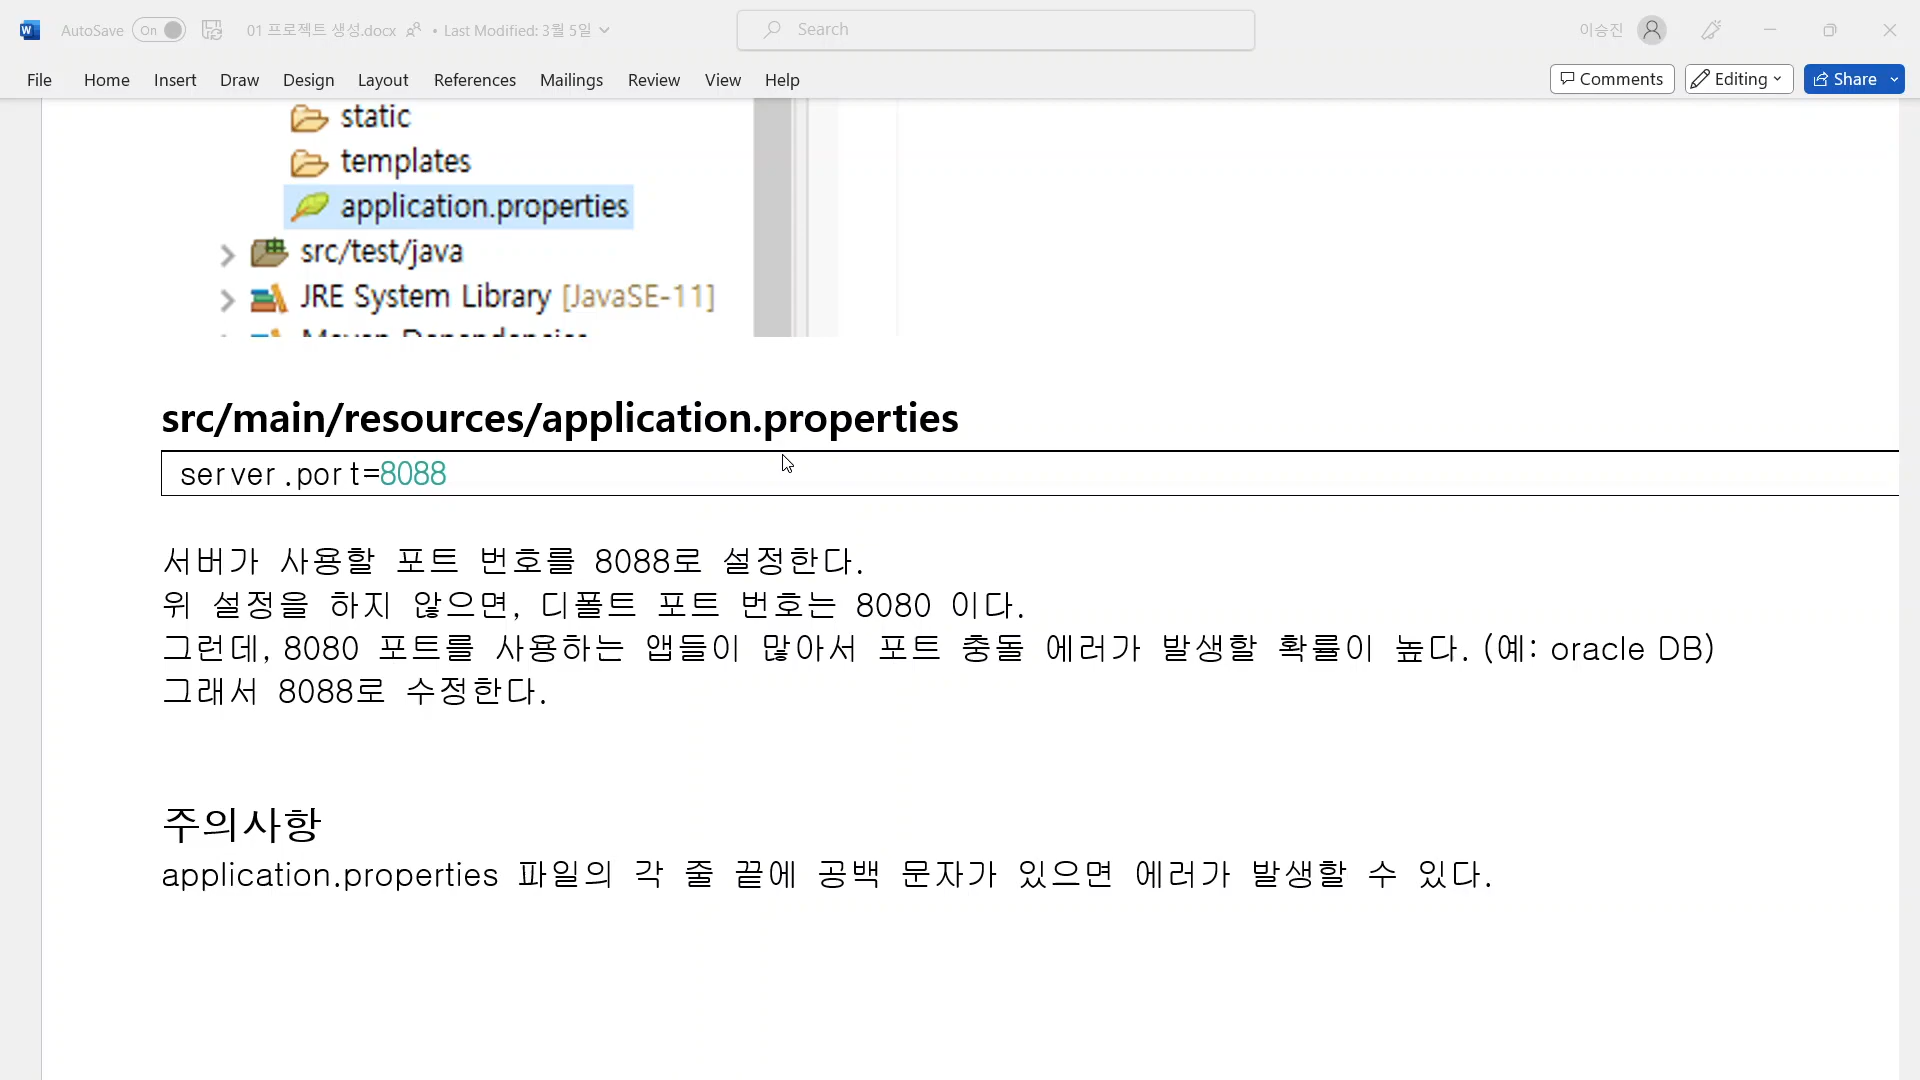 AutoSave On 01 프로젝트 생성.docx • Last Modified: 3월 5일 Search 이승진
File Home Insert Draw Design Layout References Mailings Review View Help Comments Editing Share
static
templates
application.properties
src/test/java
JRE System Library [JavaSE-11]
Maven Dependencies
src/main/resources/application.properties
server.port=8088
서버가 사용할 포트 번호를 8088로 설정한다.
위 설정을 하지 않으면, 디폴트 포트 번호는 8080 이다.
그런데, 8080 포트를 사용하는 앱들이 많아서 포트 충돌 에러가 발생할 확률이 높다. (예: oracle DB)
그래서 8088로 수정한다.
주의사항
application.properties 파일의 각 줄 끝에 공백 문자가 있으면 에러가 발생할 수 있다.